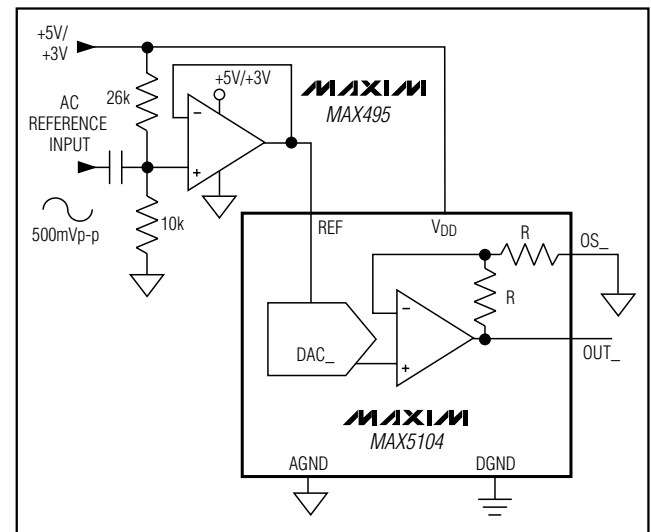 +5V/
+3V
26k
+5V/+3V
MAXIM
MAX495
AC
REFERENCE
INPUT
−
+
10k
500mVp-p
REF
VDD
R
OS_
R
−
DAC_
+
OUT_
MAXIM
MAX5104
AGND
DGND